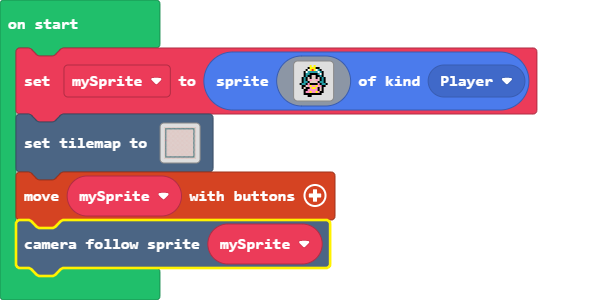 on start
set mySprite to sprite of kind Player
set tilemap to
move mySprite with buttons
camera follow sprite mySprite